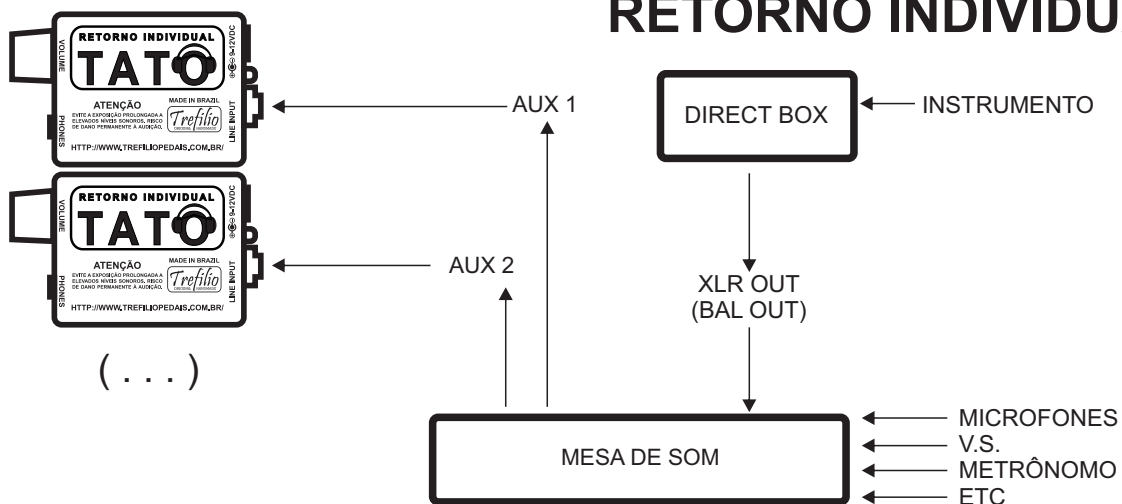 RETORNO INDIVIDU
RETORNO INDIVIDUAL
TATO
VOLUME
PHONES
9-12VDC
LINE INPUT
ATENÇÃO
EVITE A EXPOSIÇÃO PROLONGADA A
ELEVADOS NÍVEIS SONOROS. RISCO
DE DANO PERMANENTE À AUDIÇÃO.
MADE IN BRAZIL
Trefilio
HTTP://WWW.TREFILIOPEDAIS.COM.BR/
AUX 1
DIRECT BOX
INSTRUMENTO
RETORNO INDIVIDUAL
TATO
VOLUME
PHONES
9-12VDC
LINE INPUT
ATENÇÃO
EVITE A EXPOSIÇÃO PROLONGADA A
ELEVADOS NÍVEIS SONOROS. RISCO
DE DANO PERMANENTE À AUDIÇÃO.
MADE IN BRAZIL
Trefilio
HTTP://WWW.TREFILIOPEDAIS.COM.BR/
AUX 2
XLR OUT
(BAL OUT)
(...)
MESA DE SOM
MICROFONES
V.S.
METRÔNOMO
ETC